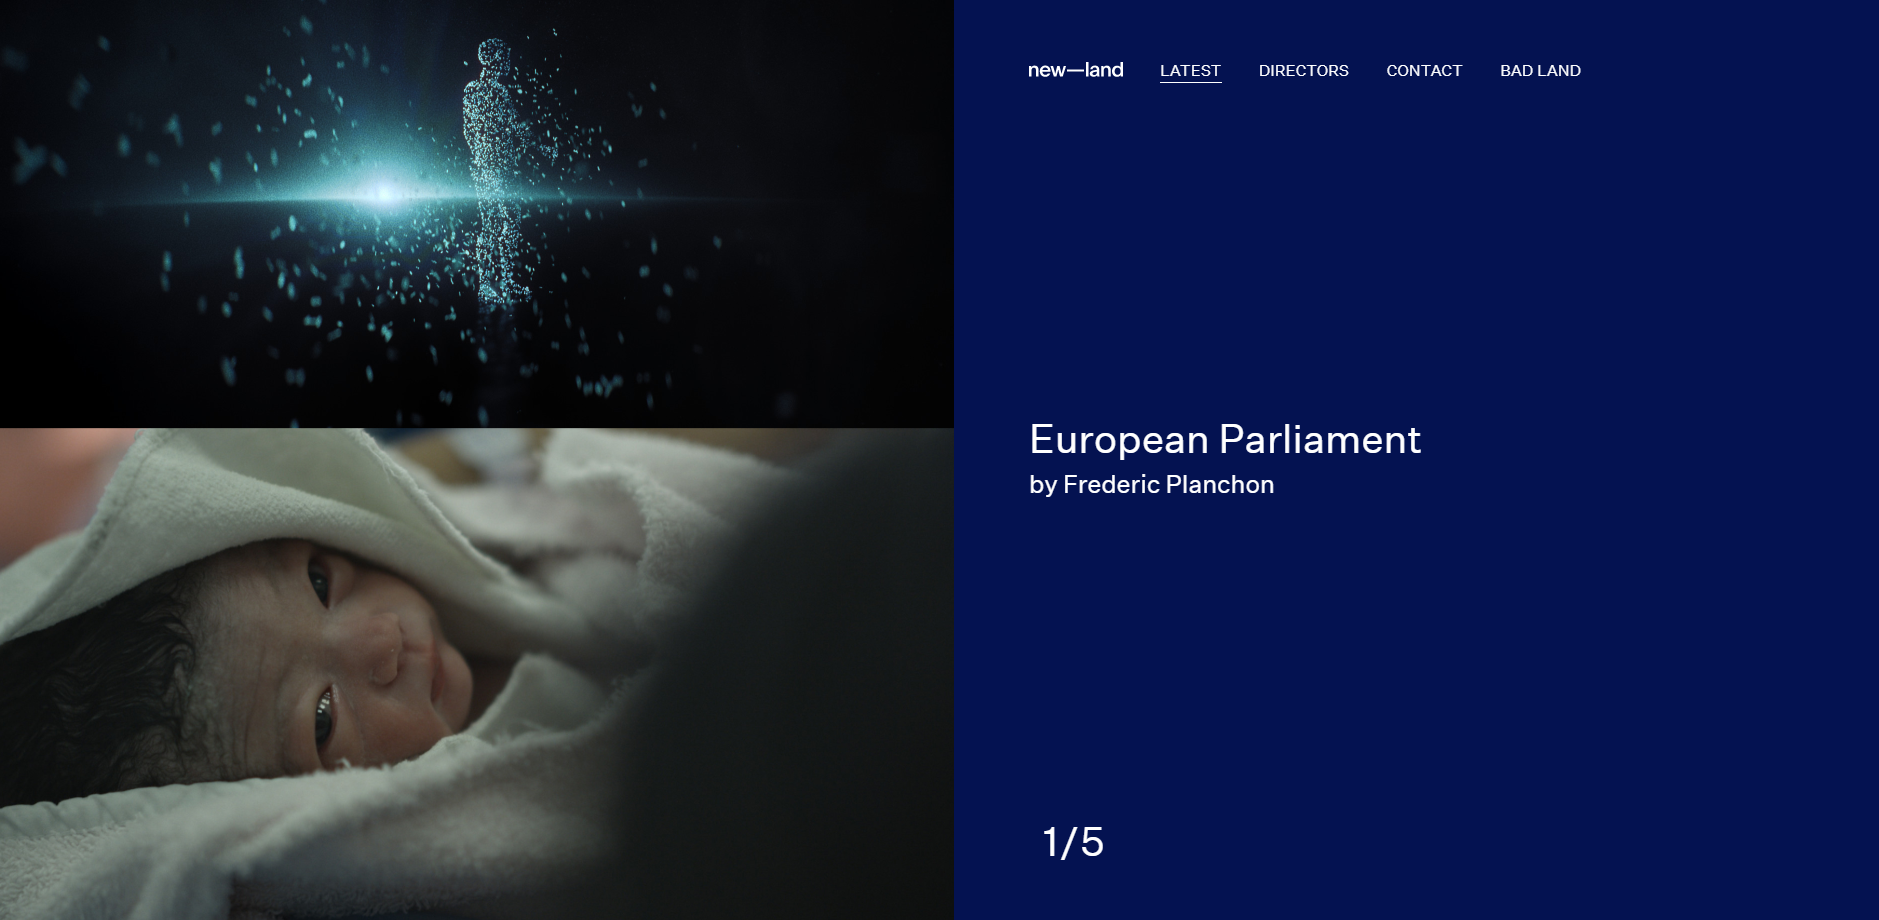 new—land
LATEST
DIRECTORS
CONTACT
BAD LAND
European Parliament
by Frederic Planchon
1/5